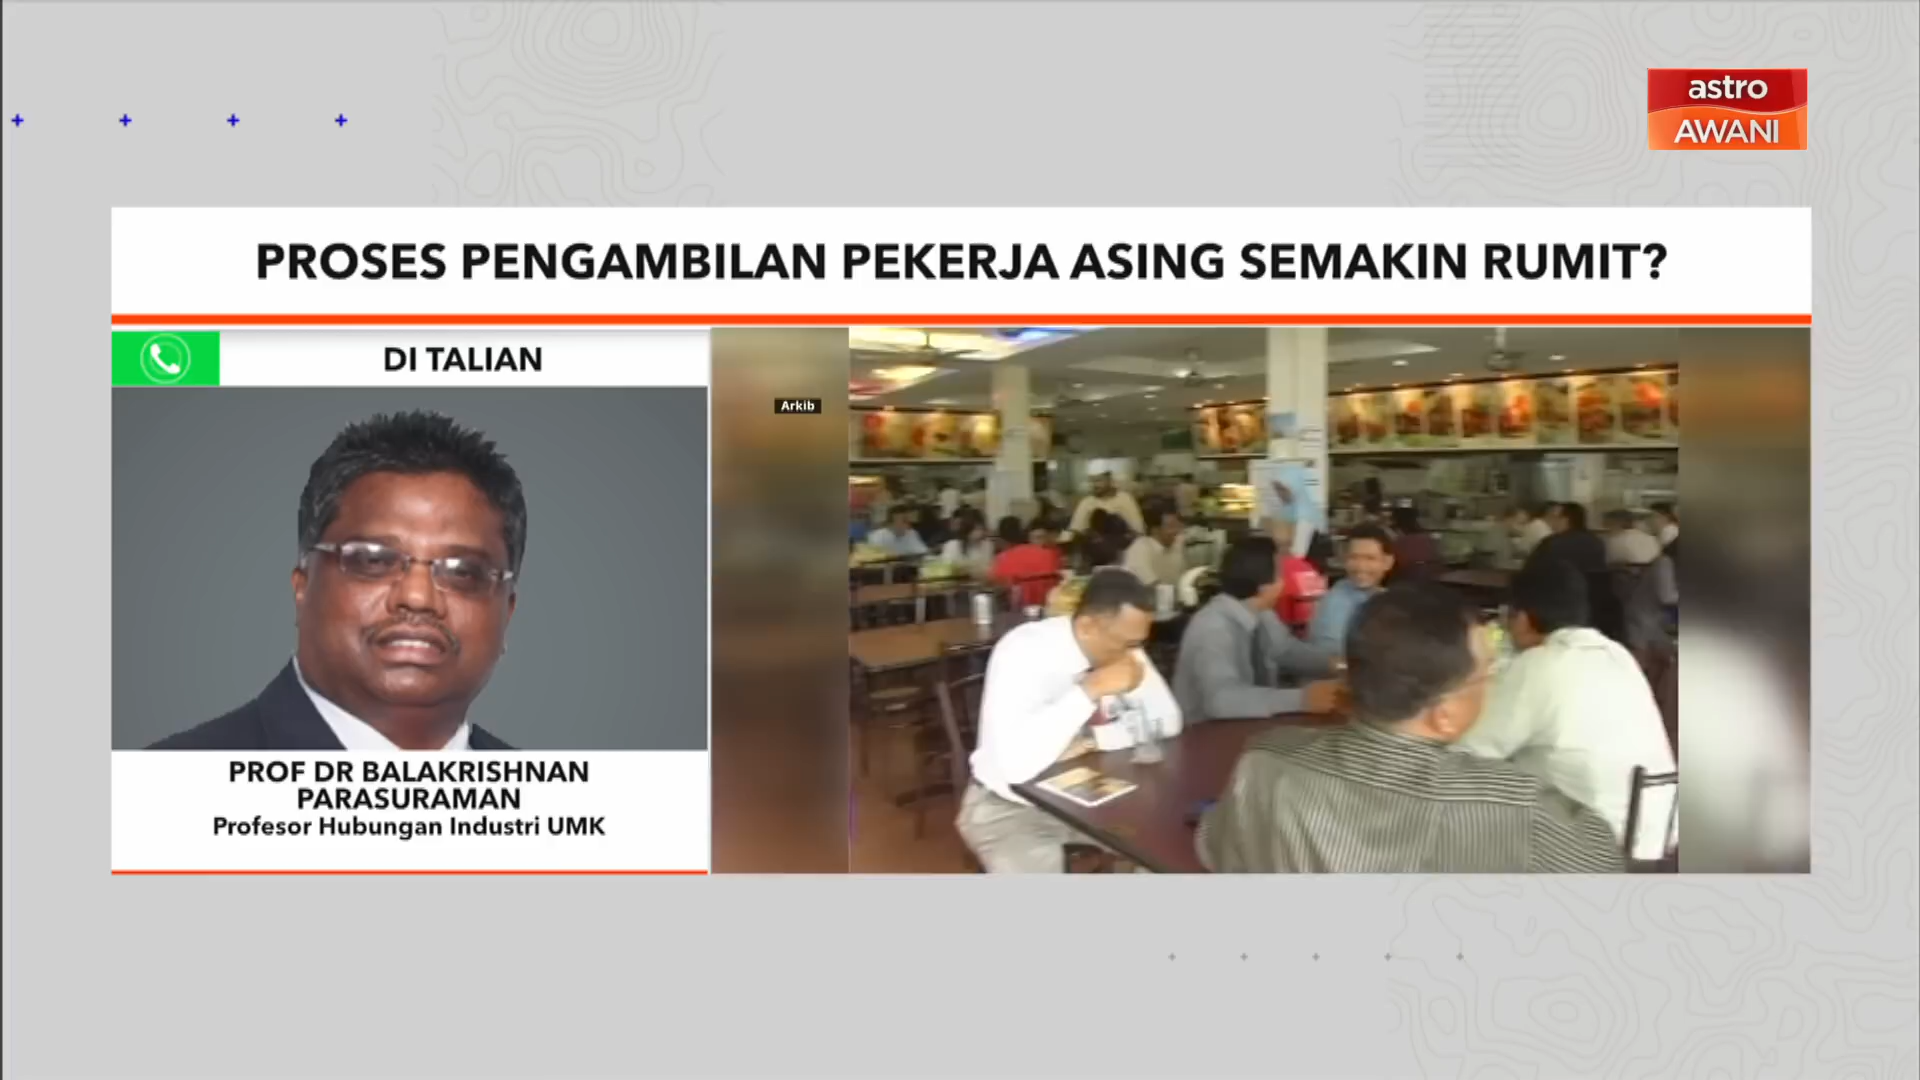 astro
AWANI
PROSES PENGAMBILAN PEKERJA ASING SEMAKIN RUMIT?
DI TALIAN
Arkib
PROF DR BALAKRISHNAN
PARASURAMAN
Profesor Hubungan Industri UMK